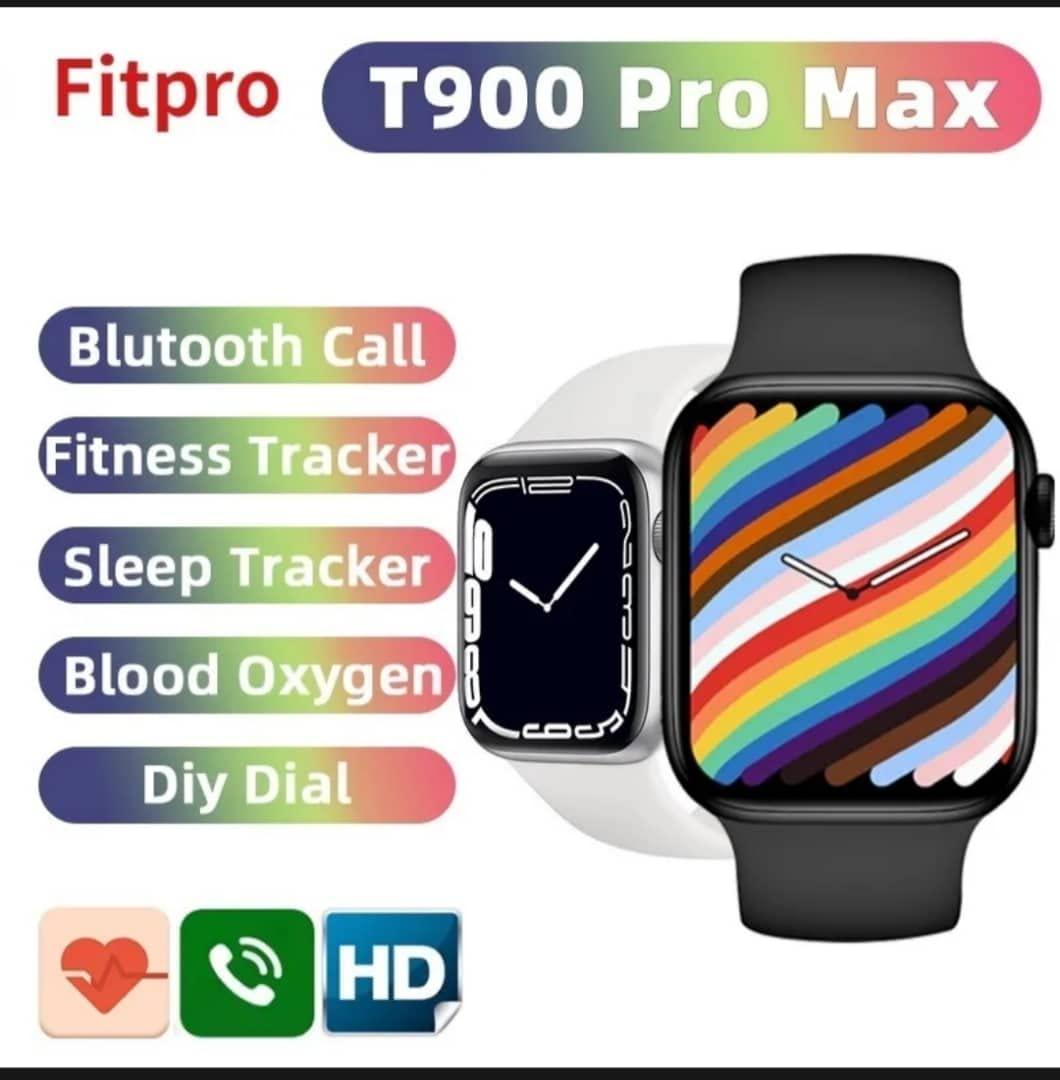 Fitpro
T900 Pro Max
Blutooth Call
Fitness Tracker
Sleep Tracker
Blood Oxygen
Diy Dial
HD